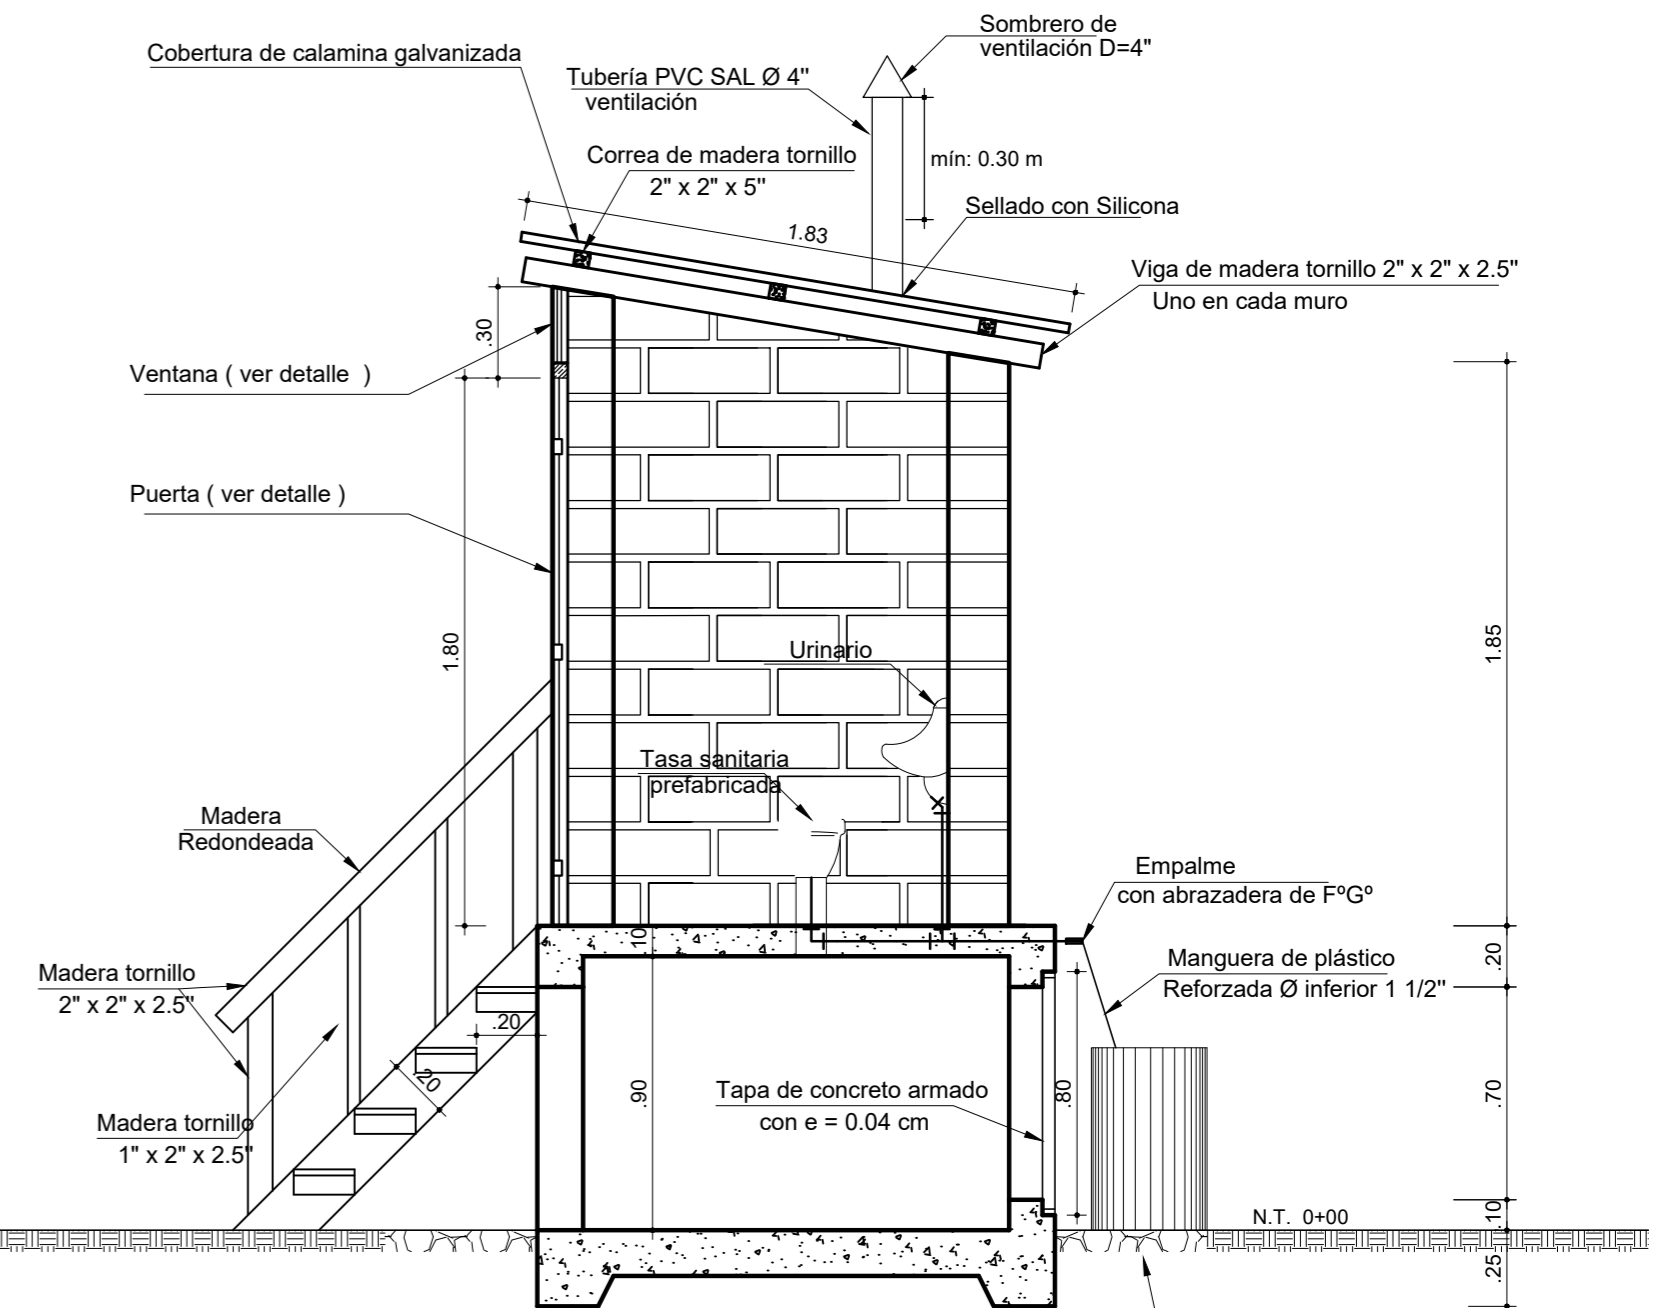 Sombrero de
ventilación D=4"
Cobertura de calamina galvanizada
Tubería PVC SAL Ø 4"
ventilación
Correa de madera tornillo
2" x 2" x 5"
mín: 0.30 m
Sellado con Silicona
1.83
Viga de madera tornillo 2" x 2" x 2.5"
Uno en cada muro
.30
Ventana ( ver detalle )
Puerta ( ver detalle )
1.80
1.85
Urinario
Tasa sanitaria
prefabricada
Madera
Redondeada
Empalme
con abrazadera de FºGº
.10
.20
Manguera de plástico
Reforzada Ø inferior 1 1/2"
Madera tornillo
2" x 2" x 2.5"
.20
.20
.90
Tapa de concreto armado
con e = 0.04 cm
.80
.70
Madera tornillo
1" x 2" x 2.5"
N.T. 0+00
.10
.25